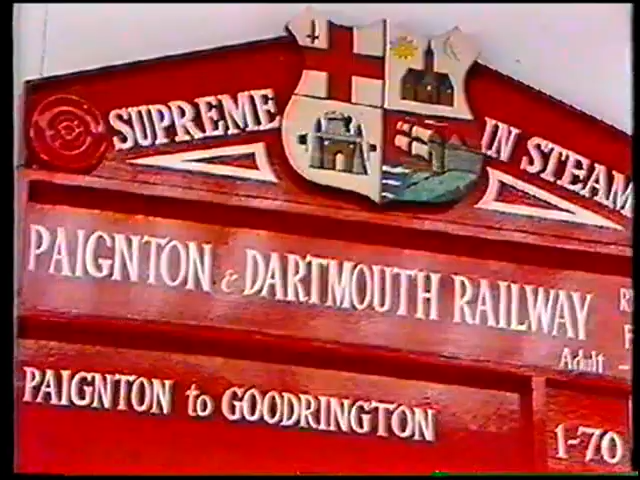 SUPREME IN STEAM
PAIGNTON & DARTMOUTH RAILWAY
Adult
PAIGNTON to GOODRINGTON
1-70